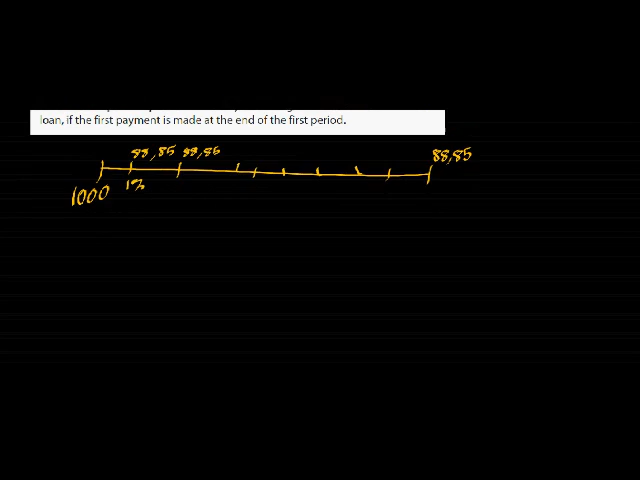 loan, if the first payment is made at the end of the first period.
88,85 88,85 88,85
1%
1000